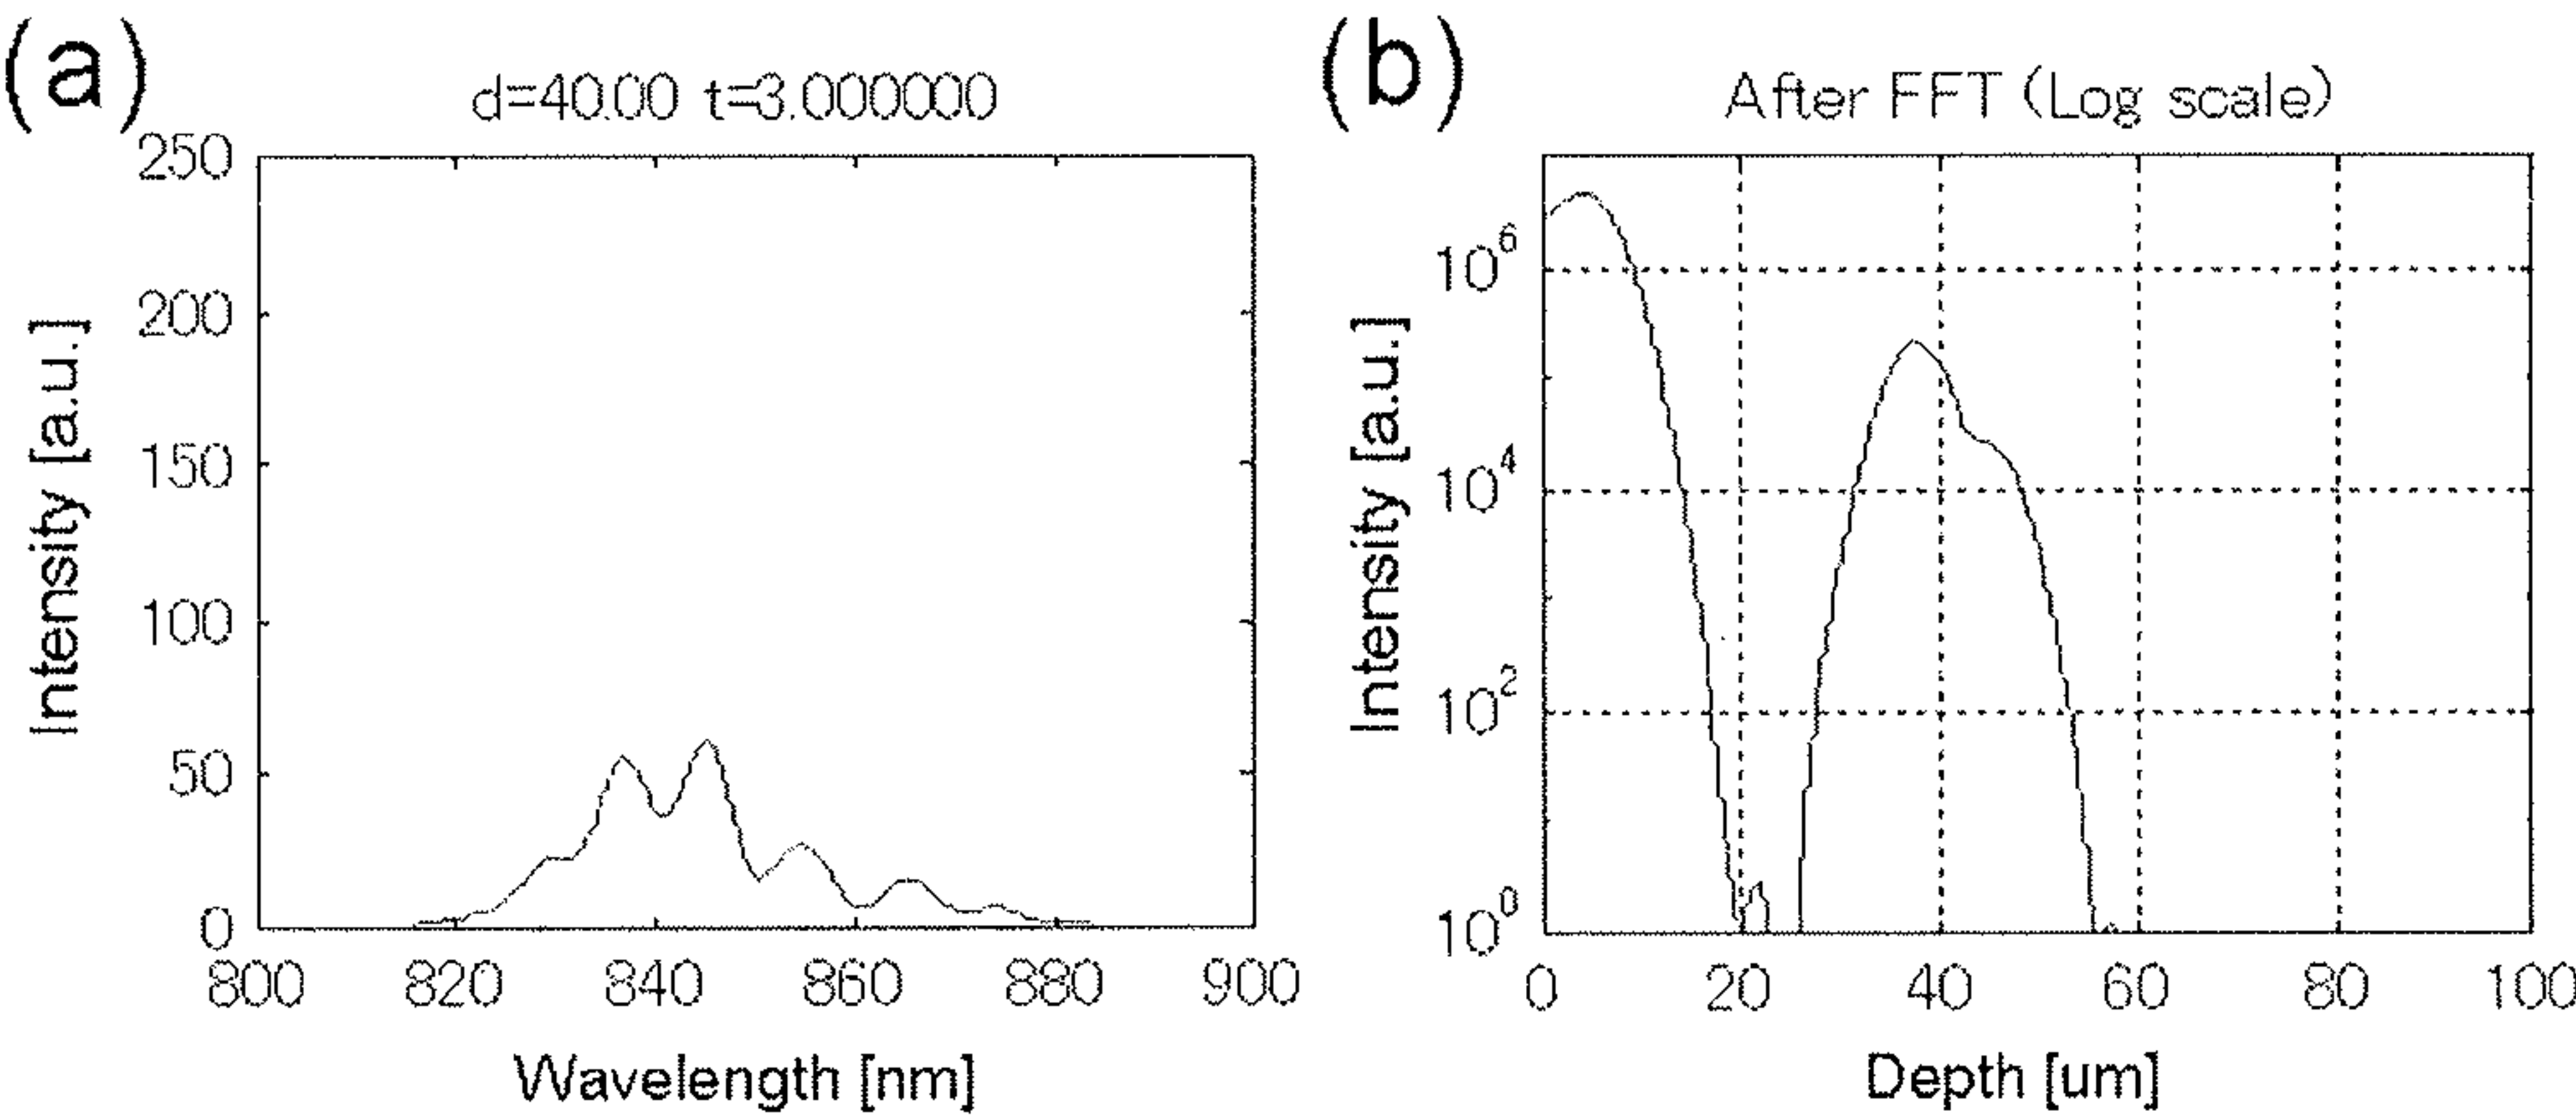 (a)
d=40.00 t=3.000000
250
200
150
100
50
0
Intensity [a.u.]
800 820 840 860 880 900
Wavelength [nm]
(b)
After FFT (Log scale)
10^6
10^4
10^2
10^0
Intensity [a.u.]
0 20 40 60 80 100
Depth [um]